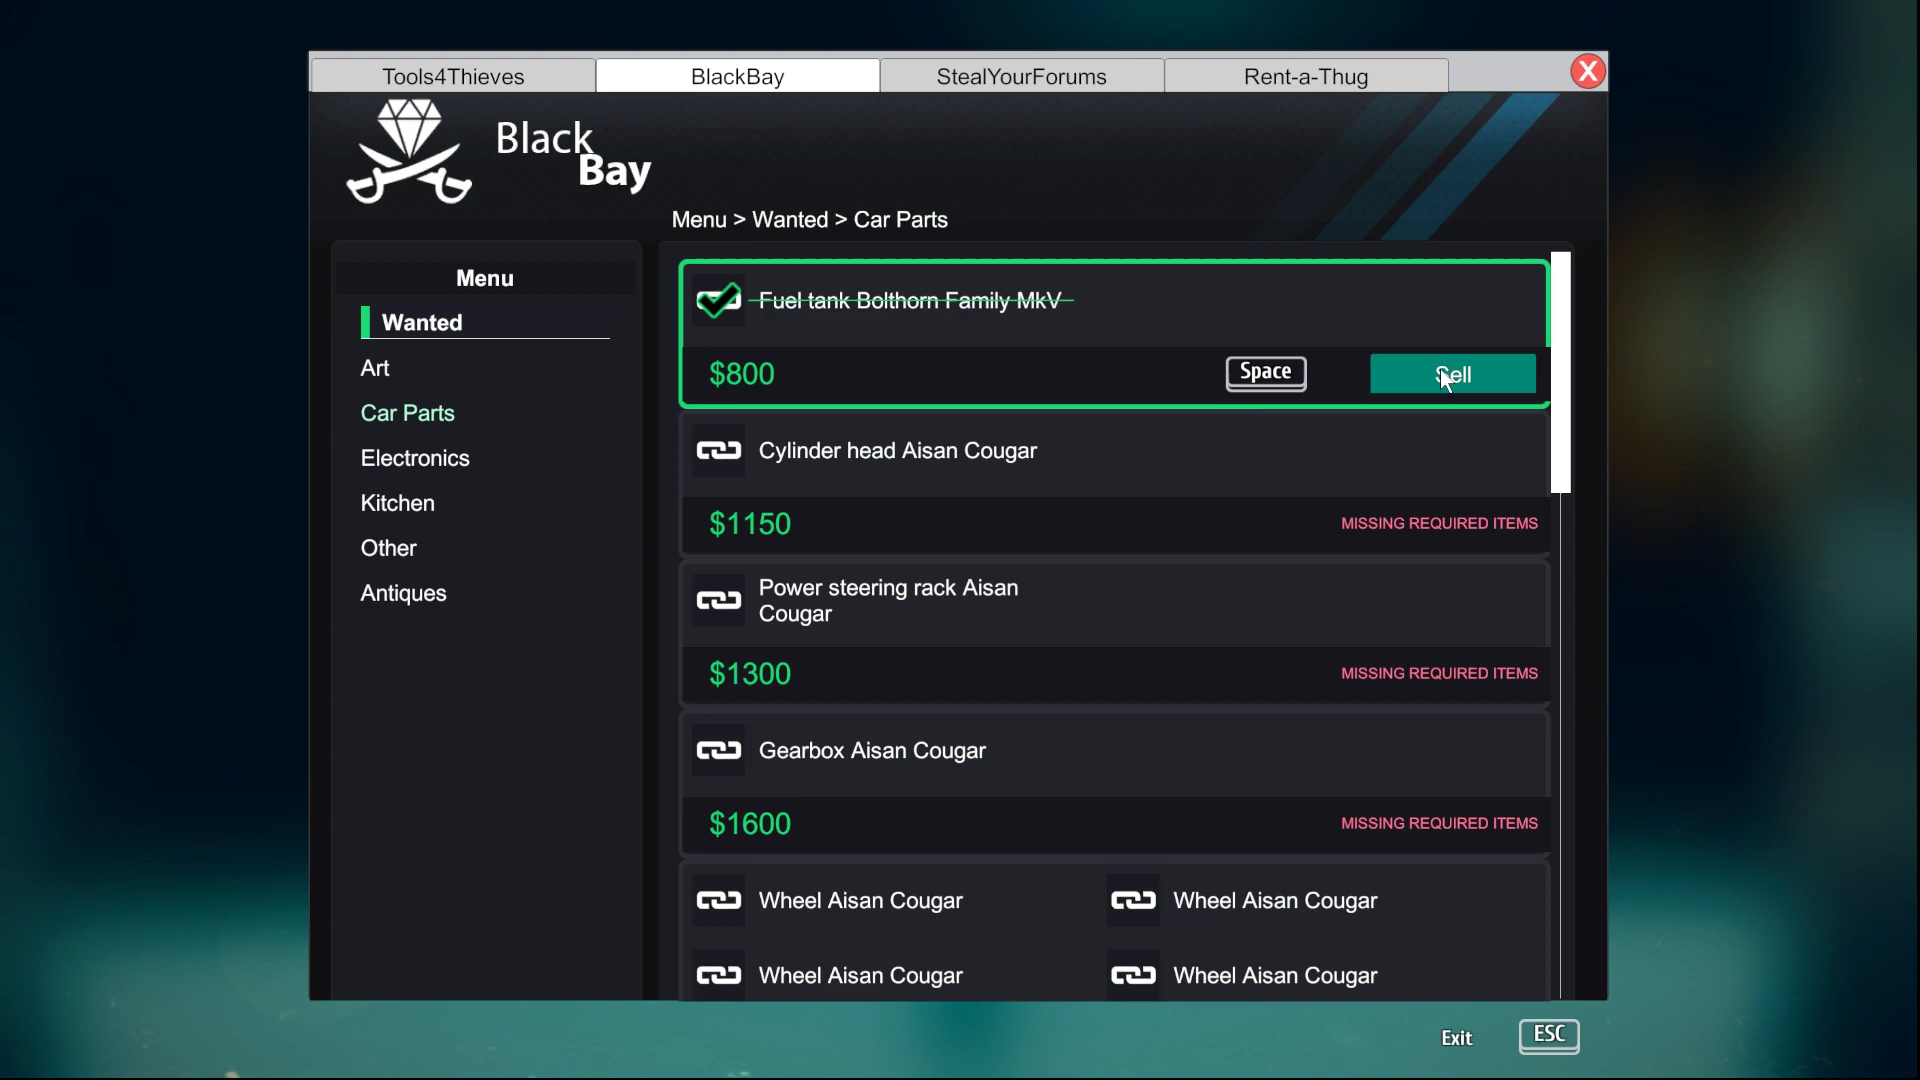 Tools4Thieves
BlackBay
StealYourForums
Rent-a-Thug
X
Black
Bay
Menu > Wanted > Car Parts
Menu
Wanted
Art
Car Parts
Electronics
Kitchen
Other
Antiques
Fuel tank Bolthorn Family MkV
$800
Space
Sell
Cylinder head Aisan Cougar
$1150
MISSING REQUIRED ITEMS
Power steering rack Aisan
Cougar
$1300
MISSING REQUIRED ITEMS
Gearbox Aisan Cougar
$1600
MISSING REQUIRED ITEMS
Wheel Aisan Cougar
Wheel Aisan Cougar
Wheel Aisan Cougar
Wheel Aisan Cougar
Exit
ESC